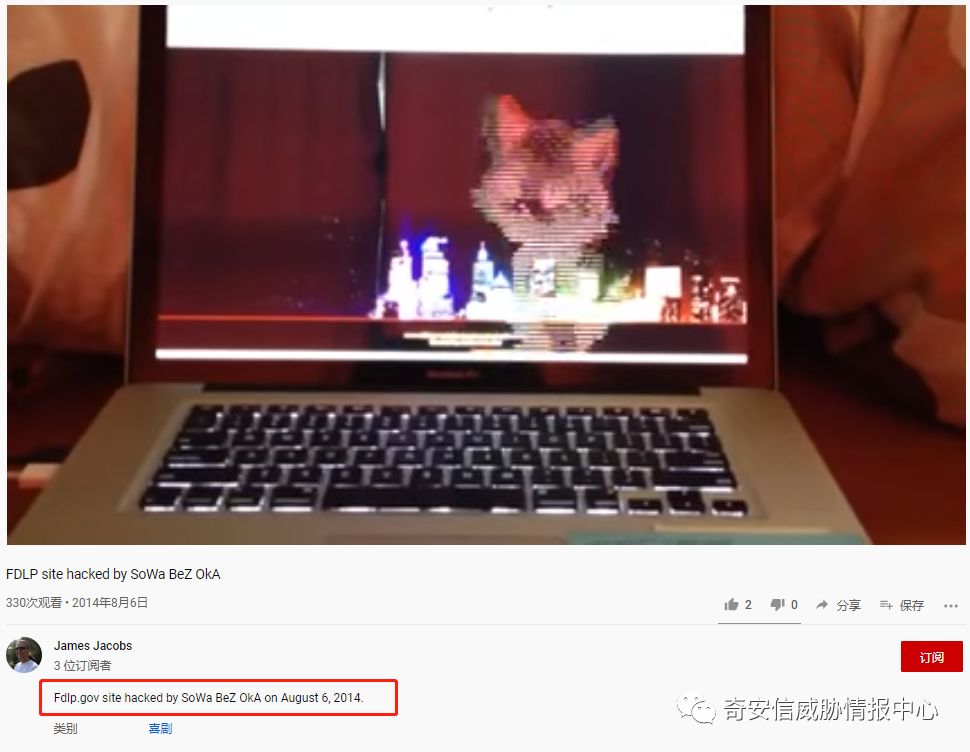 FDLP site hacked by SoWa BeZ OkA
330次观看 • 2014年8月6日
2 0 分享 保存
James Jacobs
3 位订阅者
订阅
Fdlp.gov site hacked by SoWa BeZ OkA on August 6, 2014.
类别 喜剧
奇安信威胁情报中心